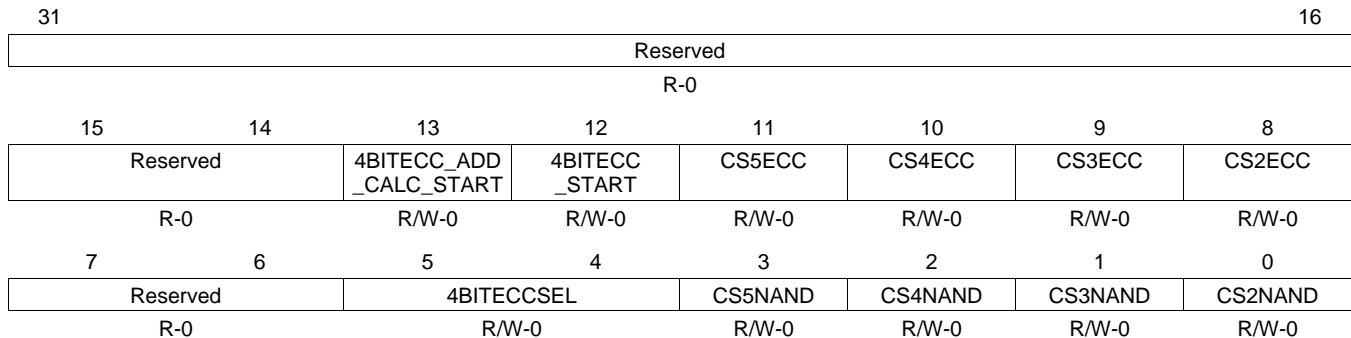 31 16
Reserved
R-0
15 14 13 12 11 10 9 8
Reserved 4BITECC_ADD 4BITECC CS5ECC CS4ECC CS3ECC CS2ECC
_CALC_START _START
R-0 R/W-0 R/W-0 R/W-0 R/W-0 R/W-0 R/W-0
7 6 5 4 3 2 1 0
Reserved 4BITECCSEL CS5NAND CS4NAND CS3NAND CS2NAND
R-0 R/W-0 R/W-0 R/W-0 R/W-0 R/W-0